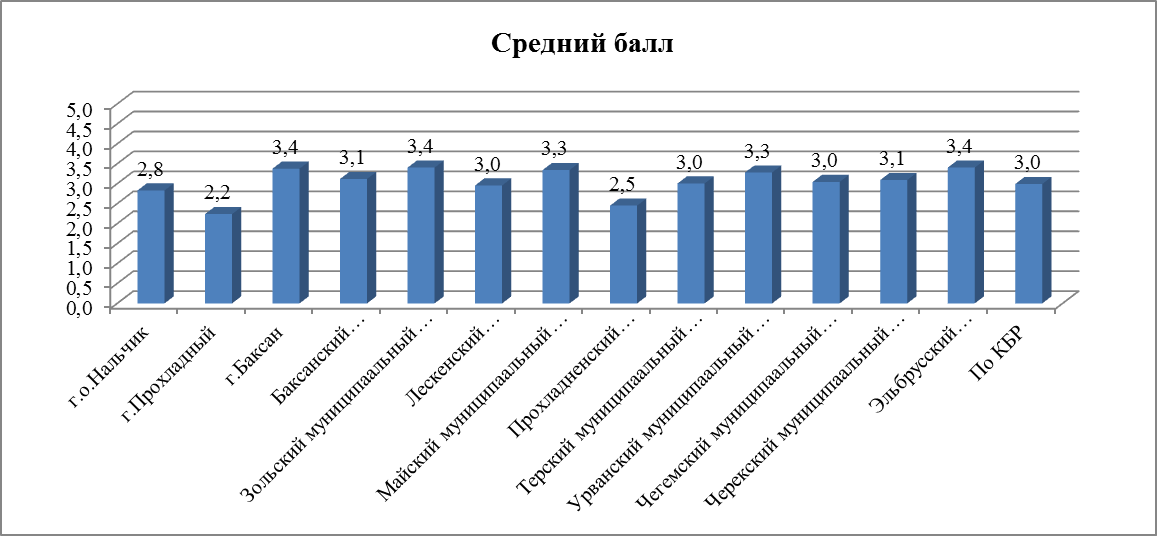 Средний балл
5,0
4,5
4,0
3,5
3,0
2,5
2,0
1,5
1,0
0,5
0,0
2,8
2,2
3,4
3,1
3,4
3,0
3,3
2,5
3,0
3,3
3,0
3,1
3,4
3,0
г.о.Нальчик
г.Прохладный
г.Баксан
Баксанский…
Зольский муниципаальный…
Лескенский…
Майский муниципаальный…
Прохладненский…
Терский муниципаальный…
Урванский муниципаальный…
Чегемский муниципаальный…
Черекский муниципаальный…
Эльбрусский…
По КБР